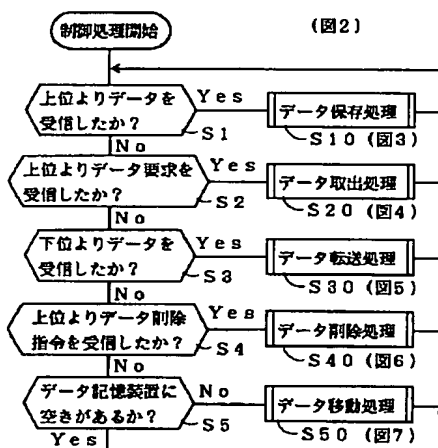 制御処理開始
(図2)
上位よりデータを
受信したか?
Yes
S1
データ保存処理
S10 (図3)
No
上位よりデータ要求を
受信したか?
Yes
S2
データ取出処理
S20 (図4)
No
下位よりデータを
受信したか?
Yes
S3
データ転送処理
S30 (図5)
No
上位よりデータ削除
指令を受信したか?
Yes
S4
データ削除処理
S40 (図6)
No
データ記憶装置に
空きがあるか?
No
S5
データ移動処理
S50 (図7)
Yes